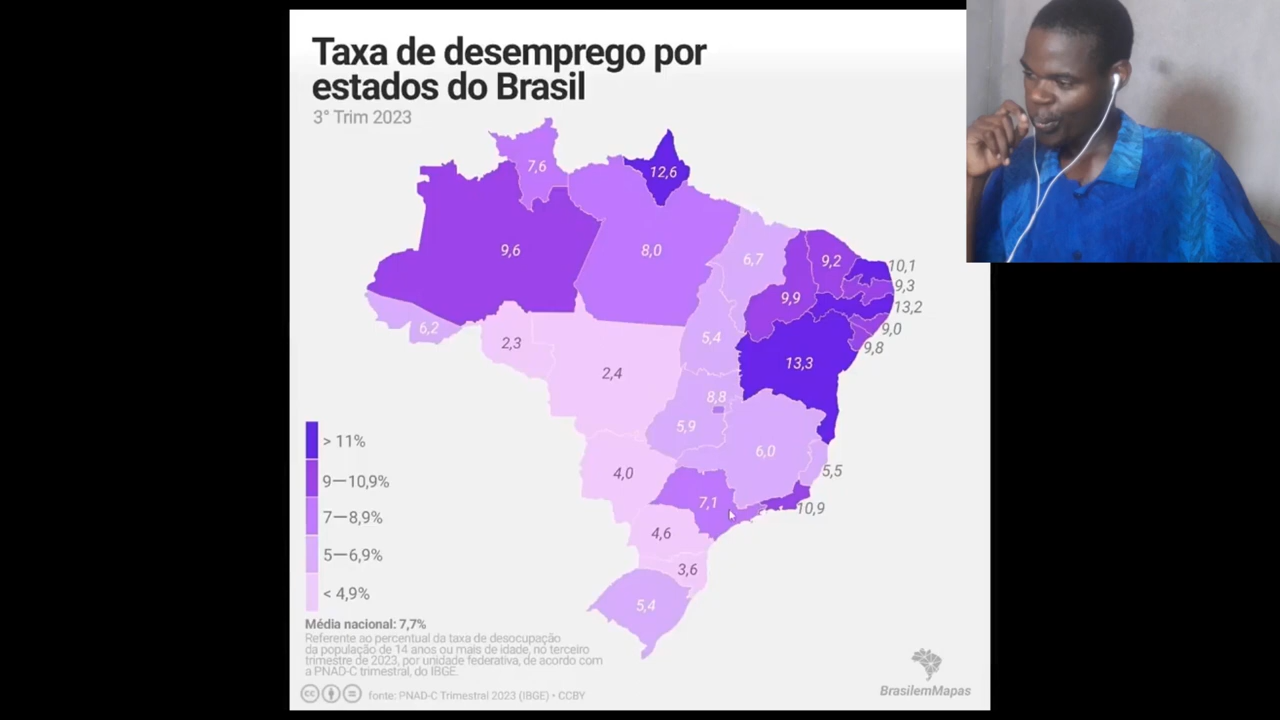 Taxa de desemprego por
estados do Brasil
3° Trim 2023
7,6
12,6
9,6
8,0
6,7
9,2
10,1
9,3
9,9
13,2
9,0
9,8
6,2
2,3
5,4
13,3
2,4
8,8
5,9
6,0
4,0
5,5
7,1
10,9
4,6
3,6
5,4
> 11%
9—10,9%
7—8,9%
5—6,9%
< 4,9%
Média nacional: 7,7%
Referente ao percentual da taxa de desocupação
da população de 14 anos ou mais de idade, no terceiro
trimestre de 2023, por unidade federativa, de acordo com
a PNAD-C trimestral, do IBGE.
cc
fonte: PNAD-C Trimestral 2023 (IBGE) • CCBY
BrasilemMapas